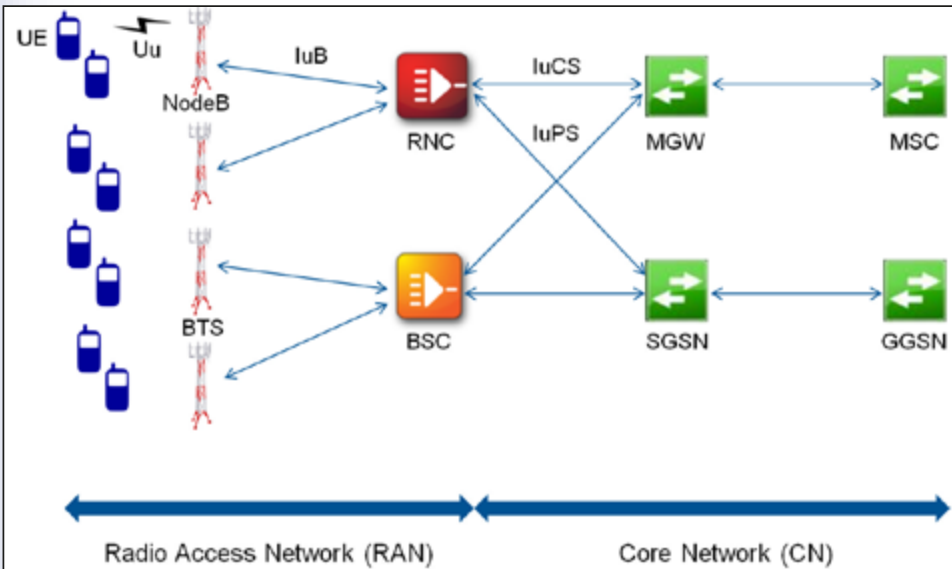 UE
Uu
IuB
NodeB
RNC
IuCS
IuPS
MGW
MSC
BTS
BSC
SGSN
GGSN
Radio Access Network (RAN)
Core Network (CN)